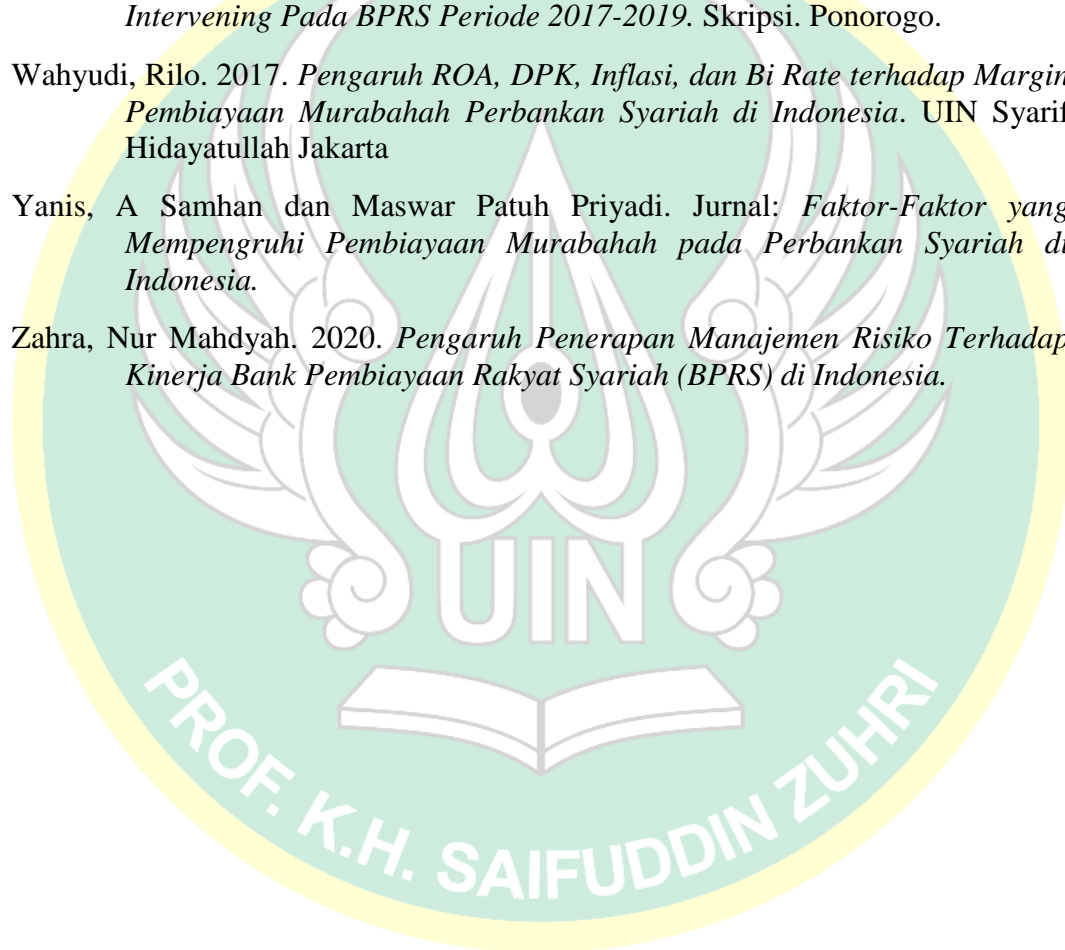 Intervening Pada BPRS Periode 2017-2019. Skripsi. Ponorogo.
Wahyudi, Rilo. 2017. Pengaruh ROA, DPK, Inflasi, dan Bi Rate terhadap Margin
Pembiayaan Murabahah Perbankan Syariah di Indonesia. UIN Syarif
Hidayatullah Jakarta
Yanis, A Samhan dan Maswar Patuh Priyadi. Jurnal: Faktor-Faktor yang
Mempengruhi Pembiayaan Murabahah pada Perbankan Syariah di
Indonesia.
Zahra, Nur Mahdyah. 2020. Pengaruh Penerapan Manajemen Risiko Terhadap
Kinerja Bank Pembiayaan Rakyat Syariah (BPRS) di Indonesia.
UIN
PROF. K.H. SAIFUDDIN ZUHRI